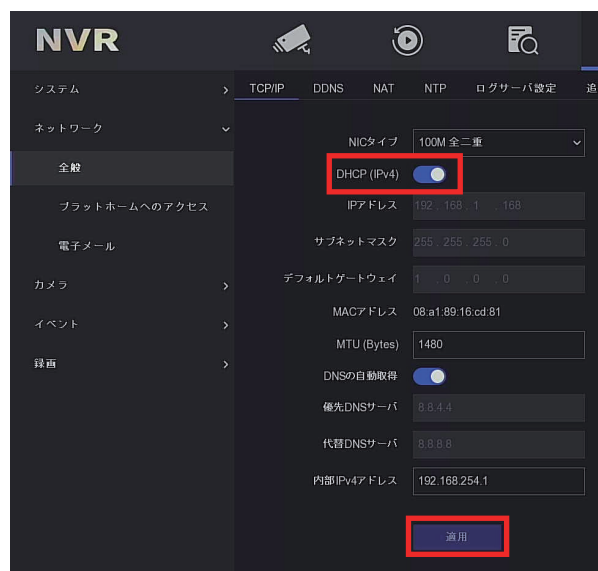 NVR
システム
ネットワーク
全般
プラットホームへのアクセス
電子メール
カメラ
イベント
録画
TCP/IP DDNS NAT NTP ログサーバ設定 追
NICタイプ 100M 全二重
DHCP (IPv4)
IPアドレス 192 . 168 . 1 . .168
サブネットマスク 255 . 255 . 255 . 0
デフォルトゲートウェイ 1 . 0 . 0 . 0
MACアドレス 08:a1:89:16:cd:81
MTU (Bytes) 1480
DNSの自動取得
優先DNSサーバ 8.8.4.4
代替DNSサーバ 8.8.8.8
内部IPv4アドレス 192.168.254.1
適用